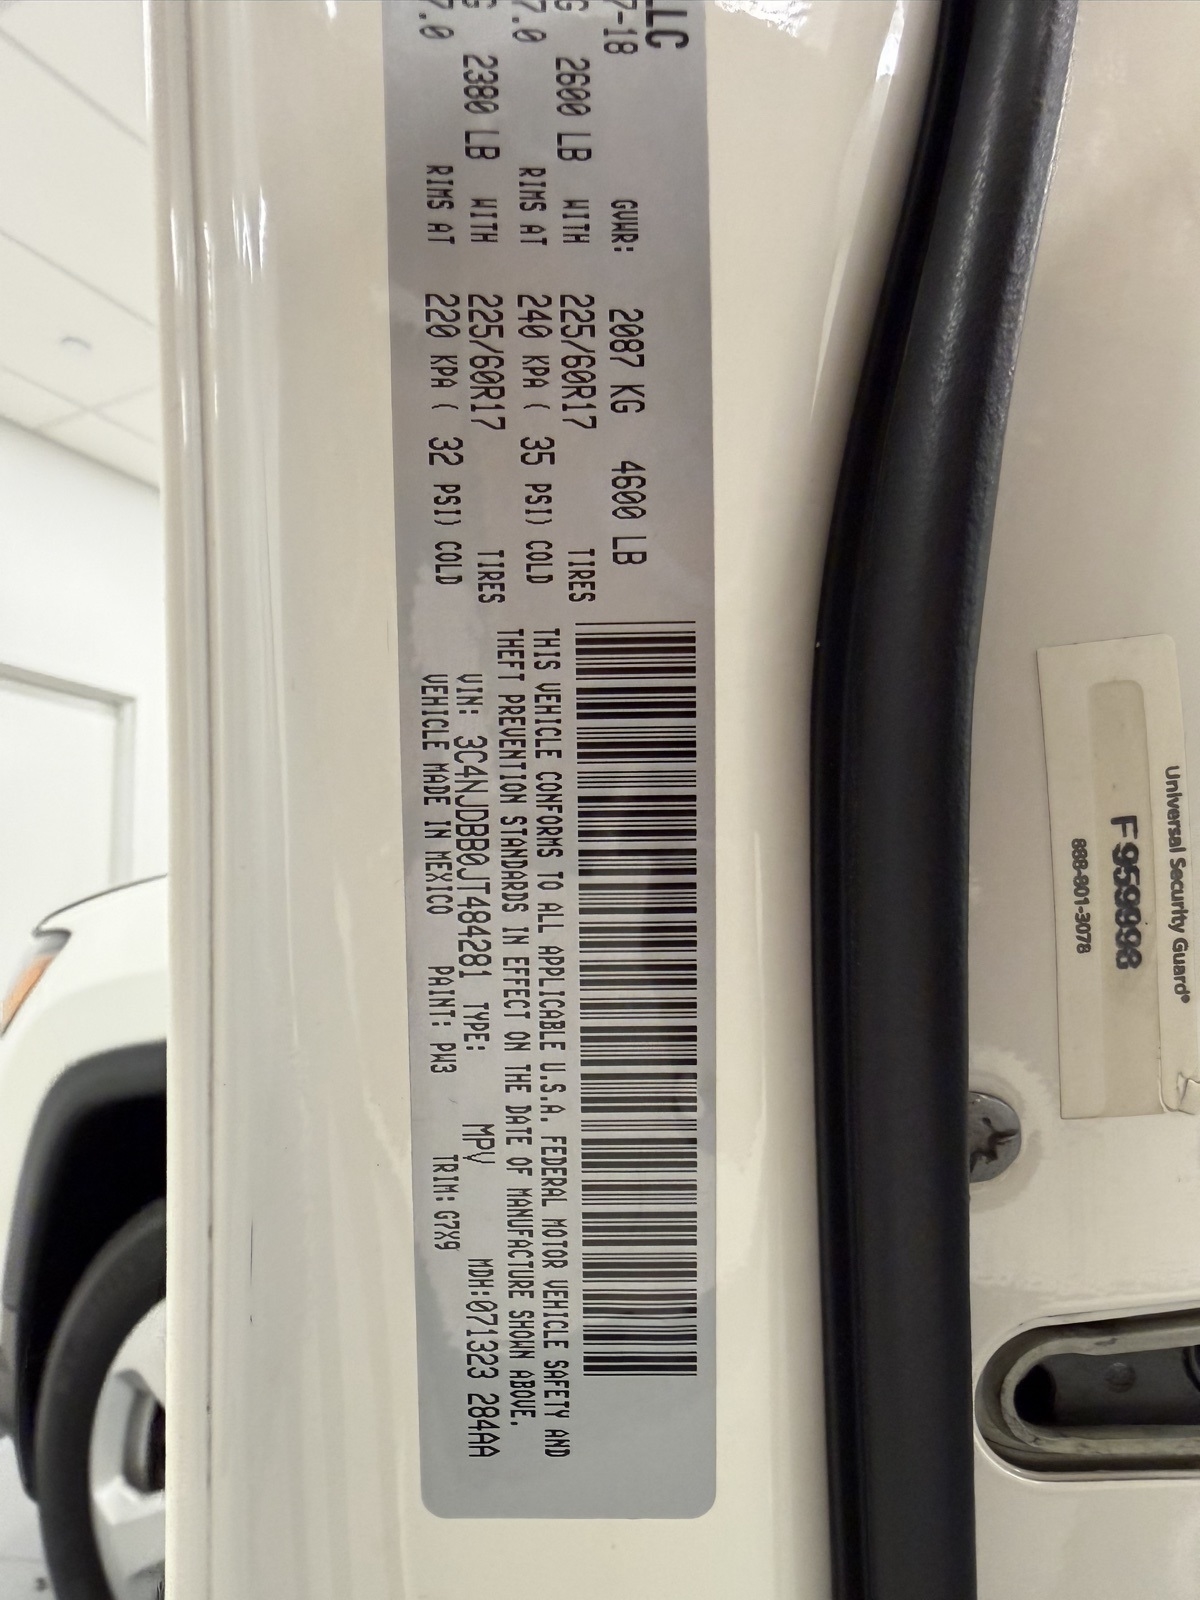 LLC
7-18
GVWR: 2087 KG 4600 LB
G 2600 LB WITH 225/60R17 TIRES
7.0 RIMS AT 240 KPA ( 35 PSI) COLD
G 2380 LB WITH 225/60R17 TIRES
7.0 RIMS AT 220 KPA ( 32 PSI) COLD
THIS VEHICLE CONFORMS TO ALL APPLICABLE U.S.A. FEDERAL MOTOR VEHICLE SAFETY AND
THEFT PREVENTION STANDARDS IN EFFECT ON THE DATE OF MANUFACTURE SHOWN ABOVE.
VIN: 3C4NJDBB0JT484281 TYPE: MPV MDH:071323 284AA
VEHICLE MADE IN MEXICO PAINT: PW3 TRIM: G7X9
Universal Security Guard®
F959998
888-801-3078